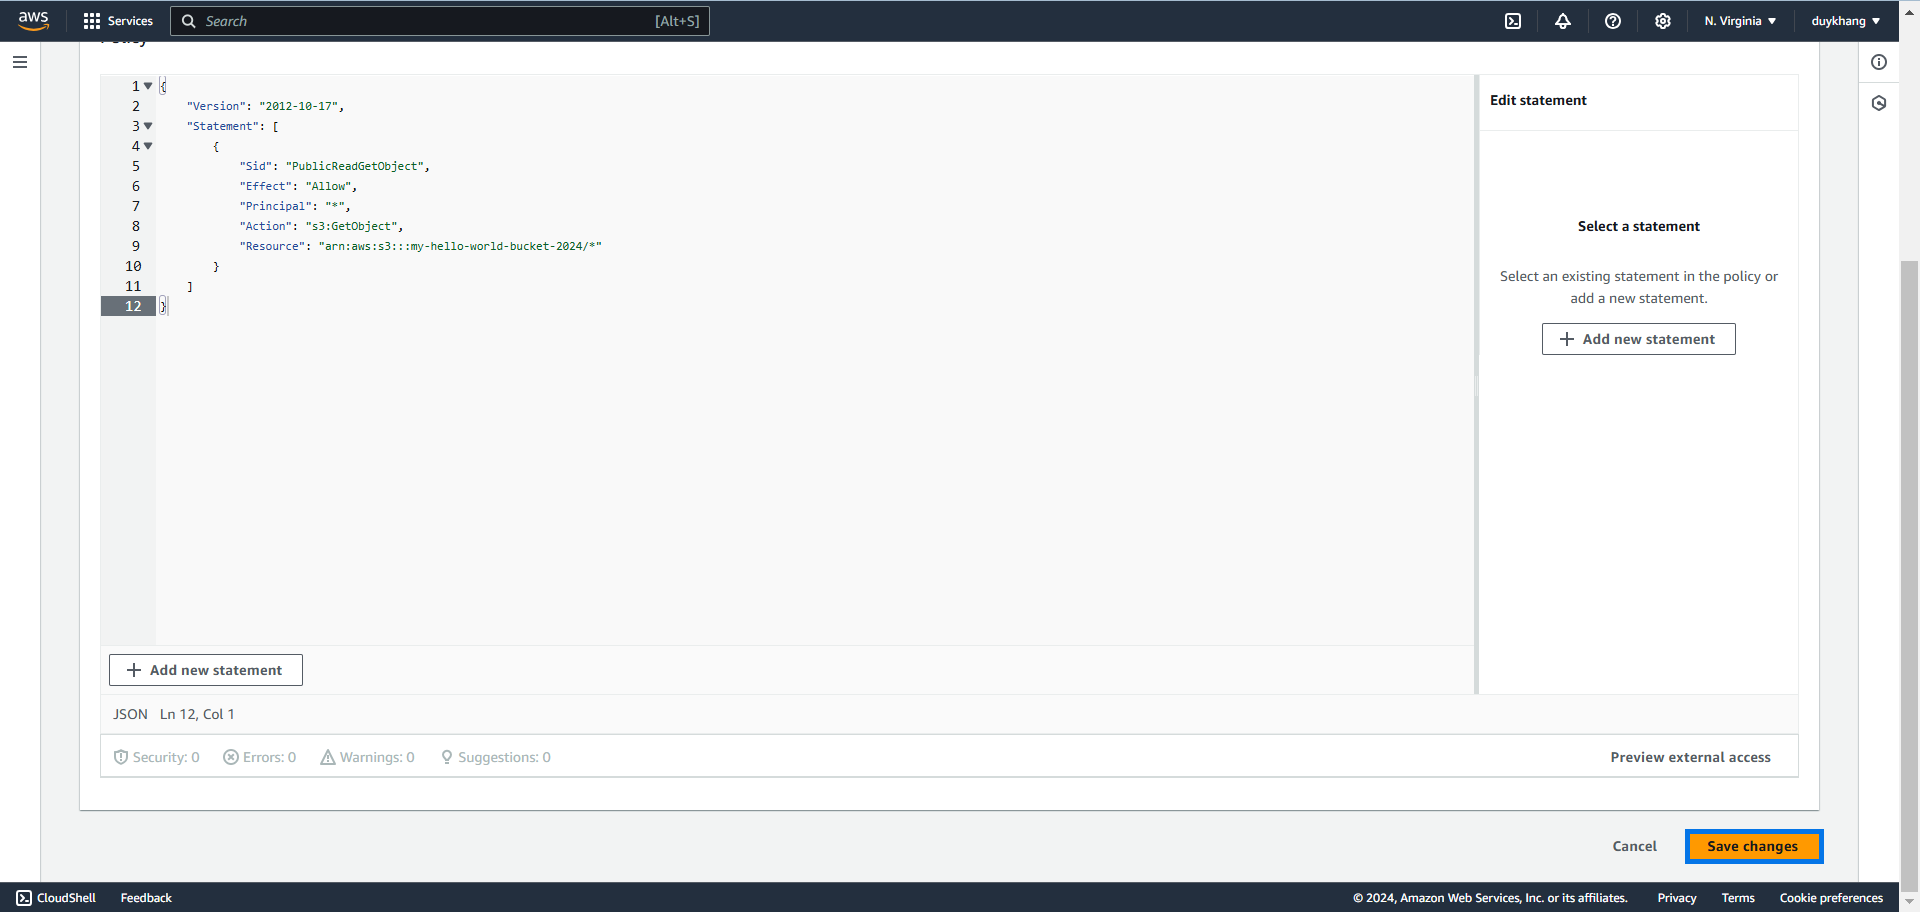 aws Services Search [Alt+S] N. Virginia duykhang
Policy
1 {
2 "Version": "2012-10-17",
3 "Statement": [
4 {
5 "Sid": "PublicReadGetObject",
6 "Effect": "Allow",
7 "Principal": "*",
8 "Action": "s3:GetObject",
9 "Resource": "arn:aws:s3:::my-hello-world-bucket-2024/*"
10 }
11 ]
12 }
Edit statement
Select a statement
Select an existing statement in the policy or
add a new statement.
+ Add new statement
+ Add new statement
JSON Ln 12, Col 1
Security: 0 Errors: 0 Warnings: 0 Suggestions: 0 Preview external access
Cancel Save changes
CloudShell Feedback © 2024, Amazon Web Services, Inc. or its affiliates. Privacy Terms Cookie preferences